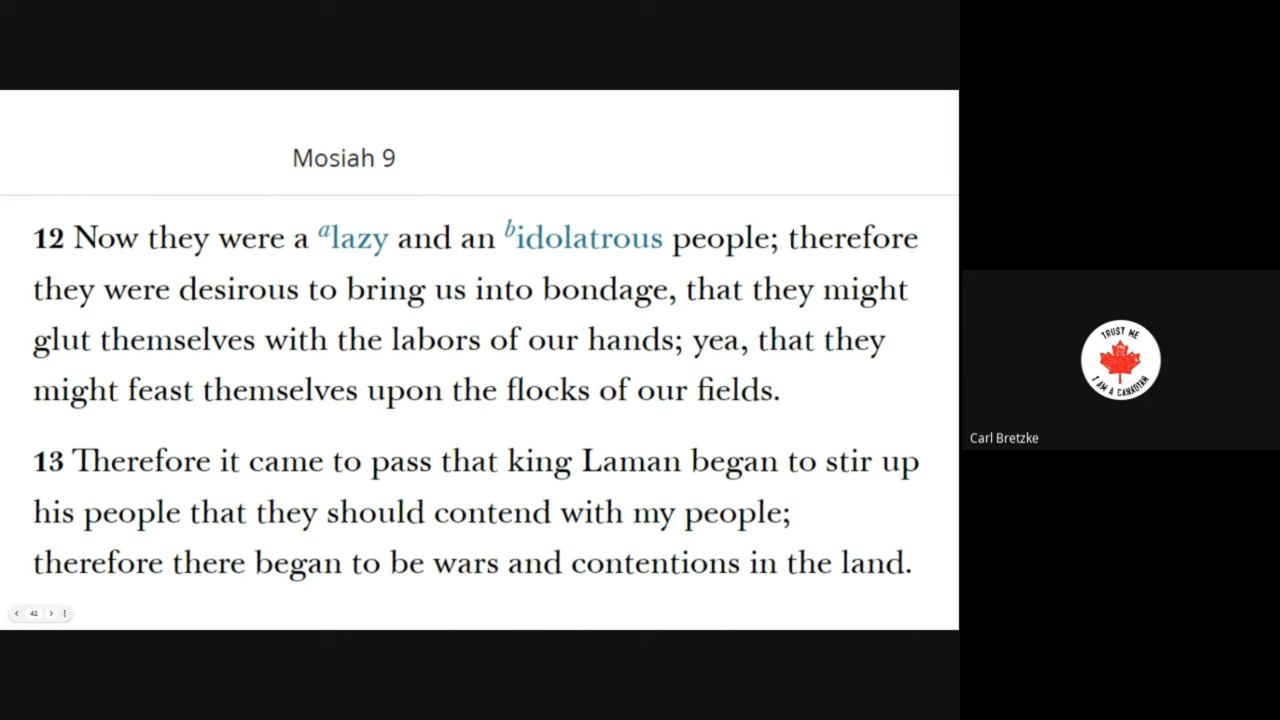 Mosiah 9
12 Now they were a alazy and an bidolatrous people; therefore
they were desirous to bring us into bondage, that they might
glut themselves with the labors of our hands; yea, that they
might feast themselves upon the flocks of our fields.
13 Therefore it came to pass that king Laman began to stir up
his people that they should contend with my people;
therefore there began to be wars and contentions in the land.
42
TRUST ME
I AM A CANADIAN
Carl Bretzke